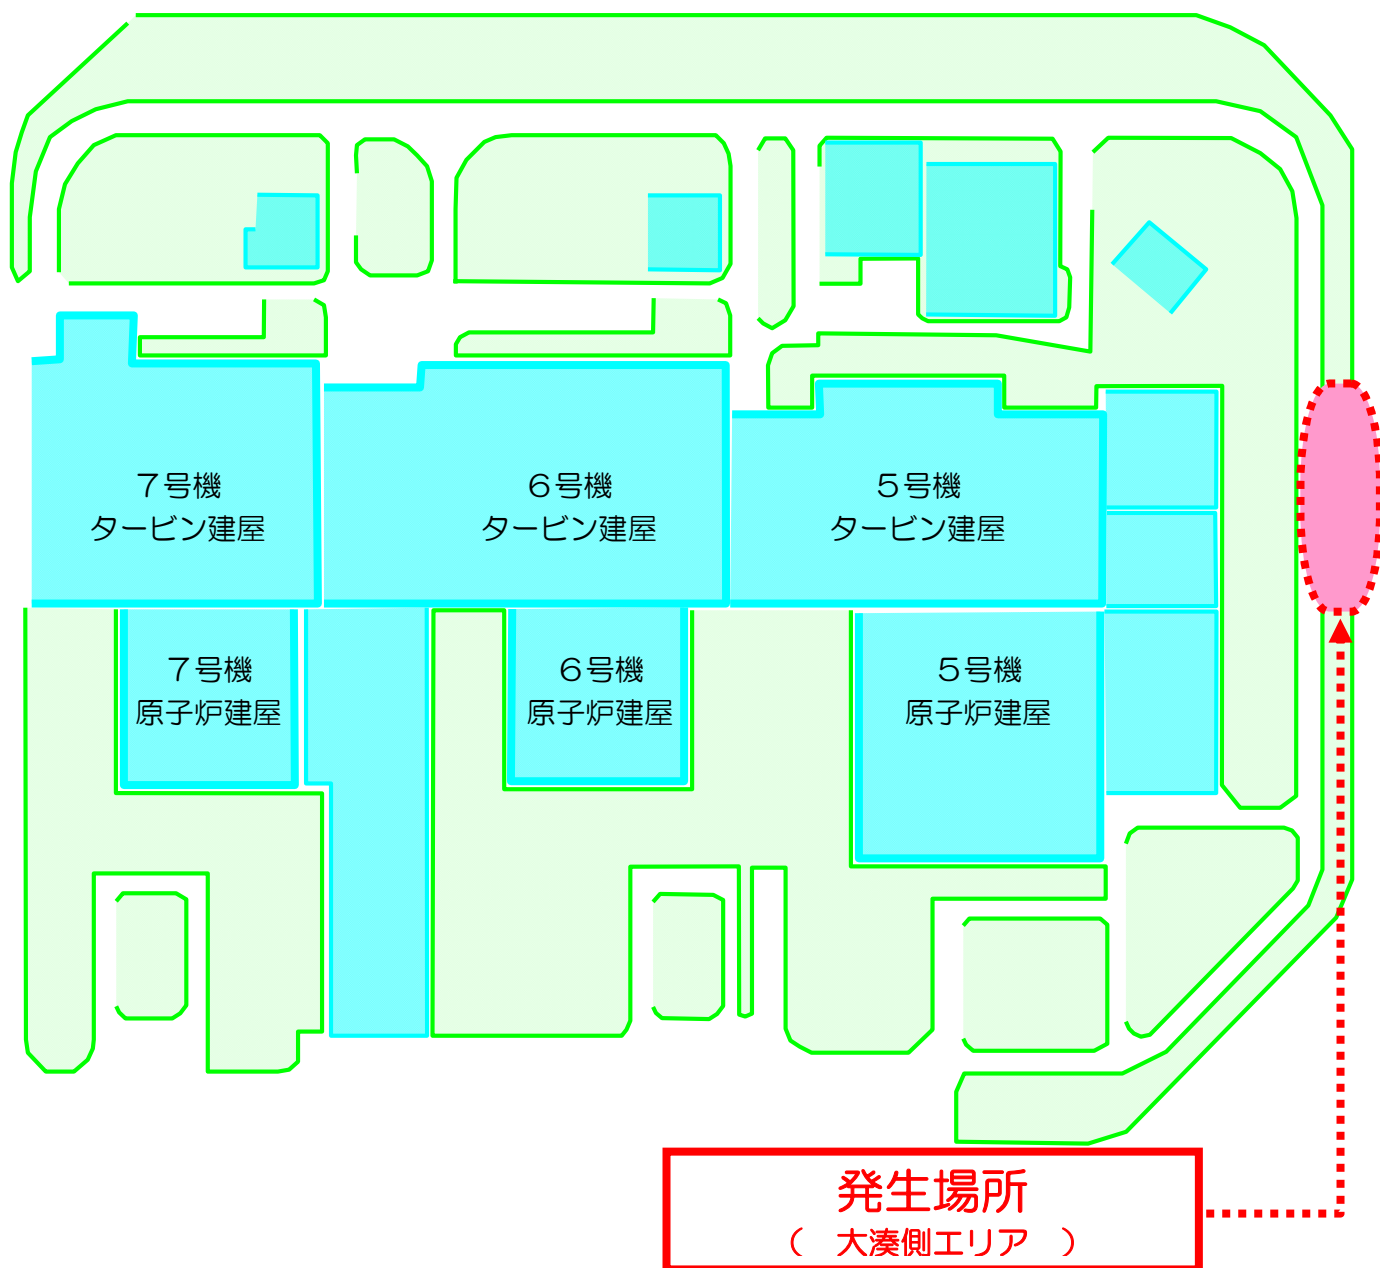 ７号機
タービン建屋
６号機
タービン建屋
５号機
タービン建屋
７号機
原子炉建屋
６号機
原子炉建屋
５号機
原子炉建屋
発生場所
（　大湊側エリア　）